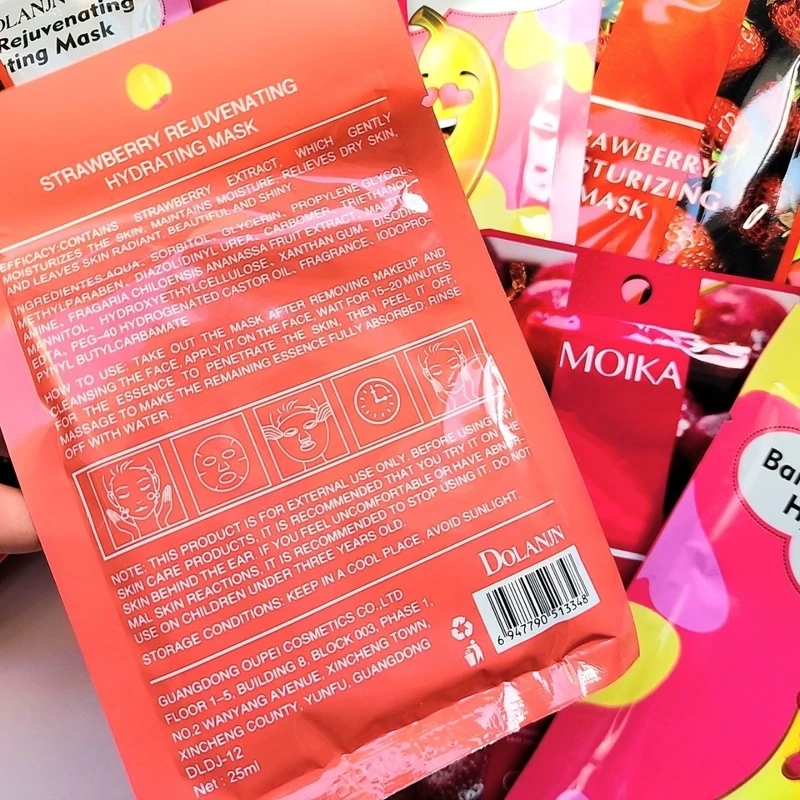 DOLANJN
Rejuvenating
ting Mask
STRAWBERRY REJUVENATING
HYDRATING MASK
EFFICACY:CONTAINS STRAWBERRY EXTRACT, WHICH GENTLY
MOISTURIZES THE SKIN, MAINTAINS MOISTURE, RELIEVES DRY SKIN,
AND LEAVES SKIN RADIANT, BEAUTIFUL AND SHINY.
INGREDIENTES:AQUA, SORBITOL, GLYCERIN, PROPYLENE GLYCOL,
METHYLPARABEN, DIAZOLIDINYL UREA, CARBOMER, TRIETHANOL-
AMINE, FRAGARIA CHILOENSIS ANANASSA FRUIT EXTRACT, MALTITOL,
MANNITOL, HYDROXYETHYLCELLULOSE, XANTHAN GUM, DISODIUM
EDTA, PEG-40 HYDROGENATED CASTOR OIL, FRAGRANCE, IODOPRO-
PYNYL BUTYLCARBAMATE
HOW TO USE: TAKE OUT THE MASK AFTER REMOVING MAKEUP AND
CLEANSING THE FACE, APPLY IT ON THE FACE, WAIT FOR 15-20 MINUTES
FOR THE ESSENCE TO PENETRATE THE SKIN, THEN PEEL IT OFF,
MASSAGE TO MAKE THE REMAINING ESSENCE FULLY ABSORBED, RINSE
OFF WITH WATER.
NOTE: THIS PRODUCT IS FOR EXTERNAL USE ONLY. BEFORE USING ANY
SKIN CARE PRODUCTS, IT IS RECOMMENDED THAT YOU TRY IT ON THE
SKIN BEHIND THE EAR. IF YOU FEEL UNCOMFORTABLE OR HAVE ABNOR-
MAL SKIN REACTIONS, IT IS RECOMMENDED TO STOP USING IT. DO NOT
USE ON CHILDREN UNDER THREE YEARS OLD.
STORAGE CONDITIONS: KEEP IN A COOL PLACE, AVOID SUNLIGHT.
DOLANJN
6 947790 513348
GUANGDONG OUPEI COSMETICS CO.,LTD
FLOOR 1-5, BUILDING 8, BLOCK 003, PHASE 1,
NO.2 WANYANG AVENUE, XINCHENG TOWN,
XINCHENG COUNTY, YUNFU, GUANGDONG
DLDJ-12
Net : 25ml
RAWBERRY
STURIZING
MASK
MOIKA
Ba
H